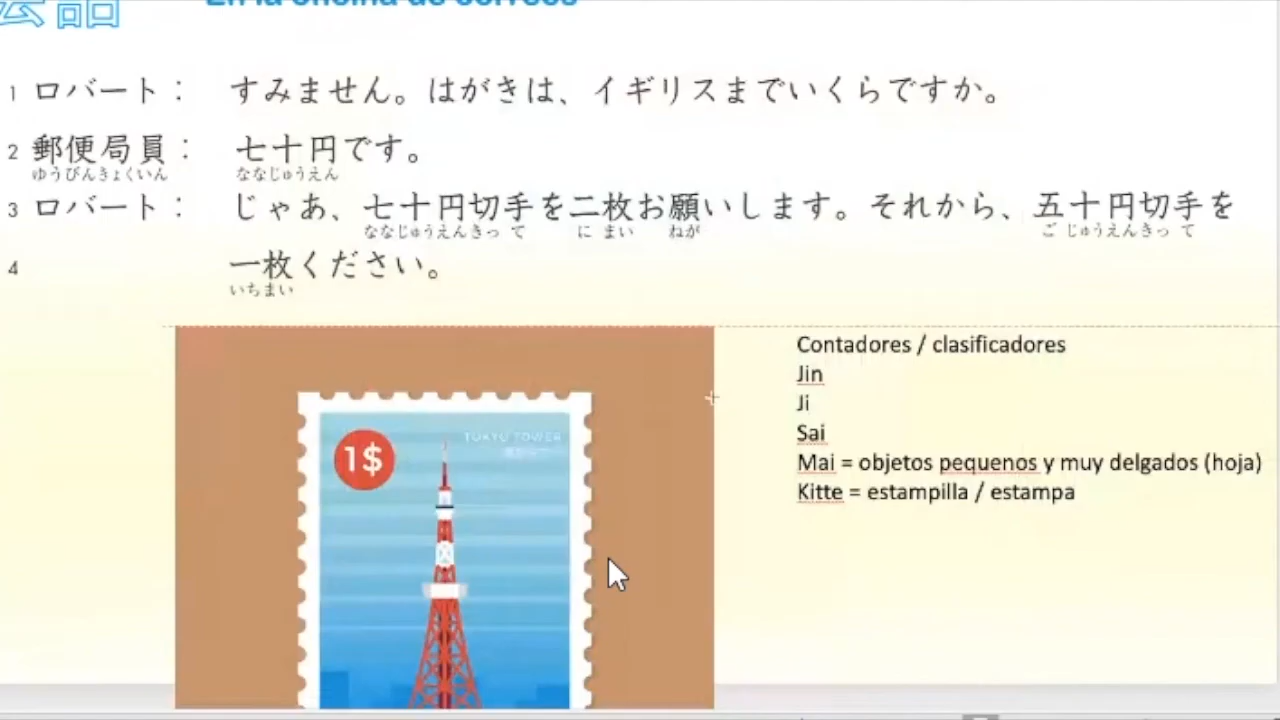 会話 En la oficina de correos
1 ロバート： すみません。はがきは、イギリスまでいくらですか。
2 郵便局員： 七十円です。
ゆうびんきょくいん ななじゅうえん
3 ロバート： じゃあ、七十円切手を二枚お願いします。それから、五十円切手を
ななじゅうえんきって にまい ねが ごじゅうえんきって
4 一枚ください。
いちまい
Contadores / clasificadores
Jin
Ji
Sai
Mai = objetos pequenos y muy delgados (hoja)
Kitte = estampilla / estampa
1$
TOKYO TOWER